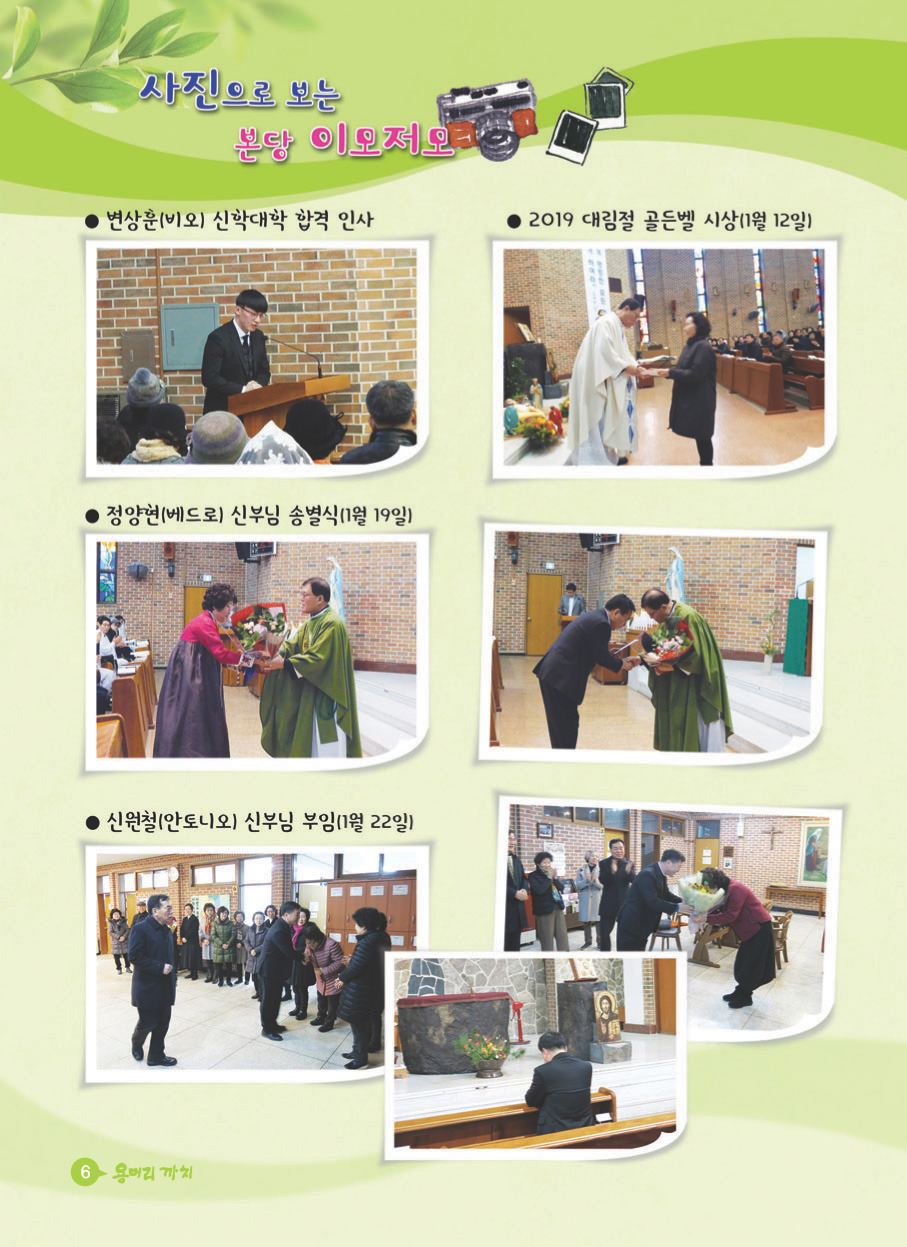 사진으로 보는
본당 이모저모
● 변상훈(비오) 신학대학 합격 인사
● 2019 대림절 골든벨 시상(1월 12일)
● 정양현(베드로) 신부님 송별식(1월 19일)
● 신원철(안토니오) 신부님 부임(1월 22일)
6 용머리 까치